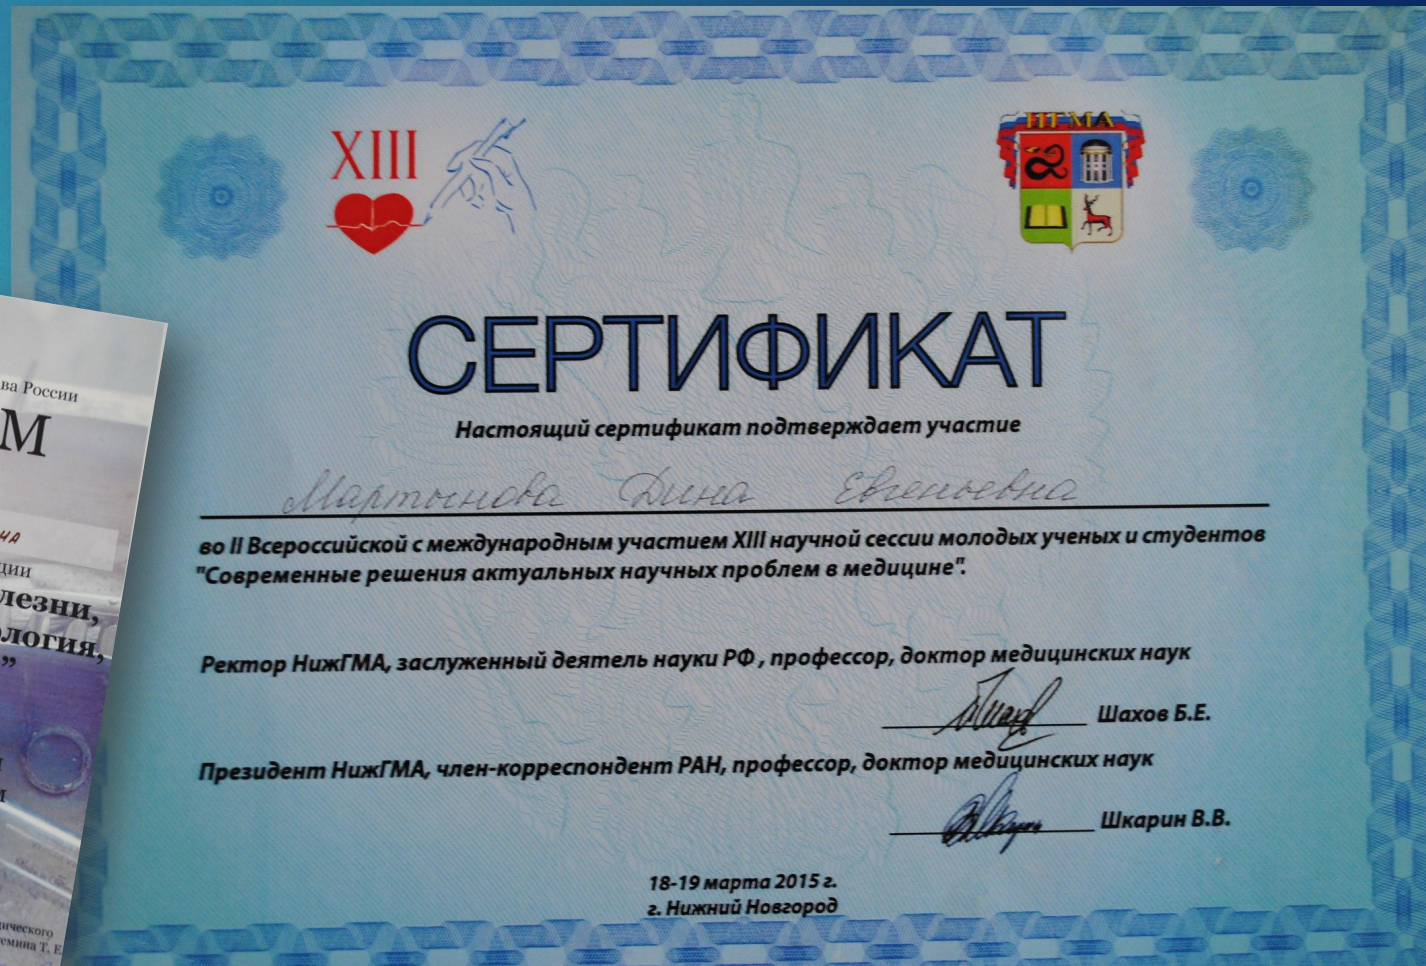 XIII
НГМА
СЕРТИФИКАТ
Настоящий сертификат подтверждает участие
Мартынова Дина Евгеньевна
во II Всероссийской с международным участием XIII научной сессии молодых ученых и студентов
"Современные решения актуальных научных проблем в медицине".
Ректор НижГМА, заслуженный деятель науки РФ , профессор, доктор медицинских наук
Шахов Б.Е.
Президент НижГМА, член-корреспондент РАН, профессор, доктор медицинских наук
Шкарин В.В.
18-19 марта 2015 г.
г. Нижний Новгород
ва России
М
на
ции
лезни,
ология,
”
ического
емина Т. Е.